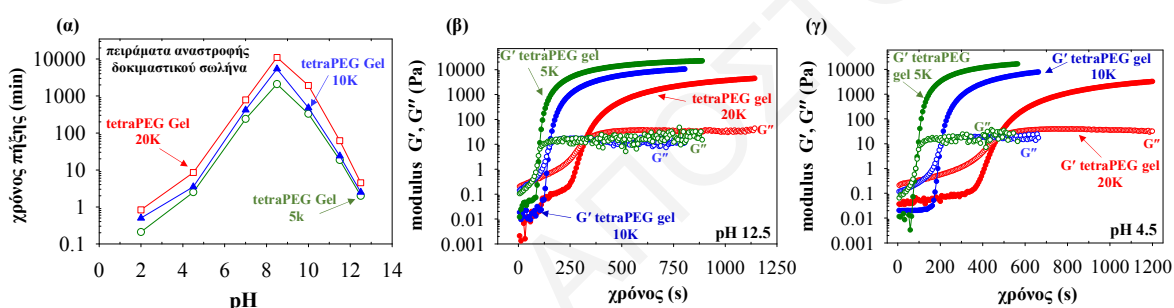 (α)
πειράματα αναστροφής
δοκιμαστικού σωλήνα
tetraPEG Gel
10K
tetraPEG Gel
20K
tetraPEG Gel
5k
χρόνος πήξης (min)
10000
1000
100
10
1
0.1
0 2 4 6 8 10 12 14
pH
(β)
G′ tetraPEG gel
5K
tetraPEG gel
20K
G″
G″
G′ tetraPEG gel
10K
pH 12.5
modulus G′, G″ (Pa)
10000
1000
100
10
1
0.1
0.01
0.001
0 250 500 750 1000 1250
χρόνος (s)
(γ)
G′ tetraPEG
gel 5K
G′ tetraPEG gel
10K
G″
G″
G″
G′ tetraPEG gel
20K
pH 4.5
modulus G′, G″ (Pa)
10000
1000
100
10
1
0.1
0.01
0.001
0 200 400 600 800 1000 1200
χρόνος (s)
ΑΠΟΣΤ